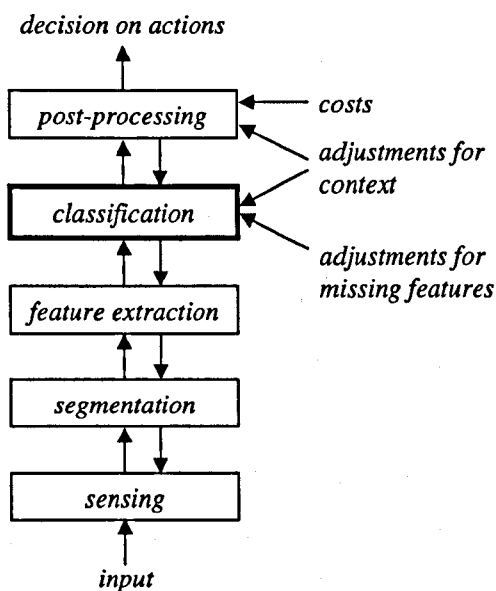 decision on actions
post-processing
costs
adjustments for
context
classification
adjustments for
missing features
feature extraction
segmentation
sensing
input